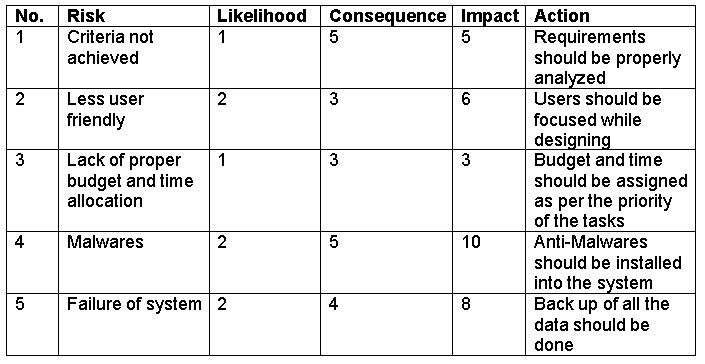 No. Risk Likelihood Consequence Impact Action
1 Criteria not 1 5 5 Requirements
achieved should be properly
analyzed
2 Less user 2 3 6 Users should be
friendly focused while
designing
3 Lack of proper 1 3 3 Budget and time
budget and time should be assigned
allocation as per the priority
of the tasks
4 Malwares 2 5 10 Anti-Malwares
should be installed
into the system
5 Failure of system 2 4 8 Back up of all the
data should be
done